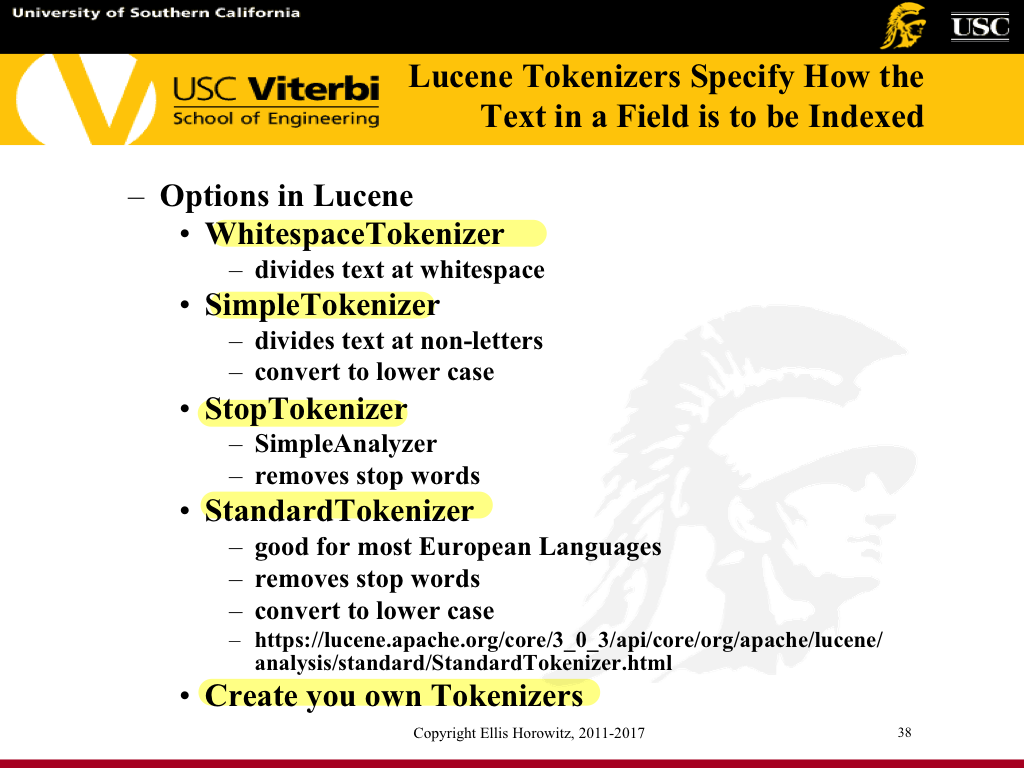 University of Southern California
USC
USC Viterbi
School of Engineering
Lucene Tokenizers Specify How the
Text in a Field is to be Indexed
– Options in Lucene
• WhitespaceTokenizer
– divides text at whitespace
• SimpleTokenizer
– divides text at non-letters
– convert to lower case
• StopTokenizer
– SimpleAnalyzer
– removes stop words
• StandardTokenizer
– good for most European Languages
– removes stop words
– convert to lower case
– https://lucene.apache.org/core/3_0_3/api/core/org/apache/lucene/
analysis/standard/StandardTokenizer.html
• Create you own Tokenizers
Copyright Ellis Horowitz, 2011-2017
38